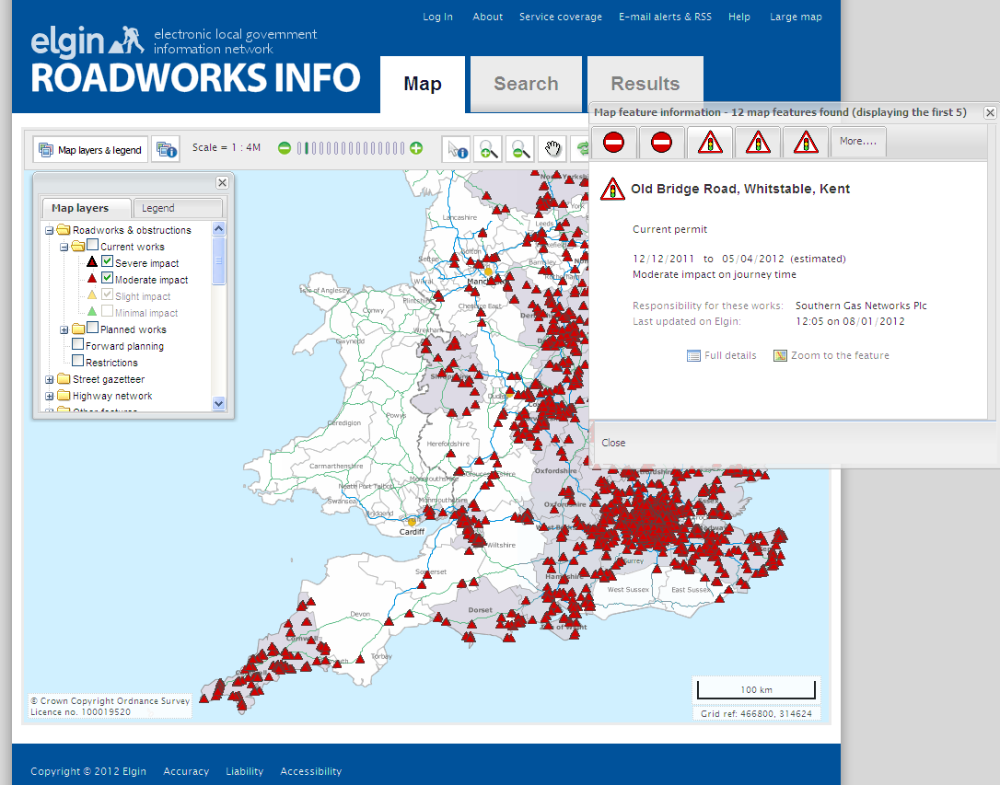 Log In About Service coverage E-mail alerts & RSS Help Large map
elgin electronic local government
information network
ROADWORKS INFO
Map Search Results
Map feature information - 12 map features found (displaying the first 5)
More....
Old Bridge Road, Whitstable, Kent
Current permit
12/12/2011 to 05/04/2012 (estimated)
Moderate impact on journey time
Responsibility for these works: Southern Gas Networks Plc
Last updated on Elgin: 12:05 on 08/01/2012
Full details Zoom to the feature
Close
Map layers & legend Scale = 1 : 4M
Map layers Legend
Roadworks & obstructions
Current works
Severe impact
Moderate impact
Slight impact
Minimal impact
Planned works
Forward planning
Restrictions
Street gazetteer
Highway network
Other features
Lancashire
York
Leeds
Bolton
Sefton
Barnsley
Wirral
Rotherham
Isle of Anglesey
Flintshire
Cheshire East
Conwy
Wrexham
Gwynedd
Powys
Ceredigion
Herefordshire
Carmarthenshire
Oxfordshire
Neath Port Talbot
Monmouthshire
Swansea
Monmouthshire
Oxfordshire
Bridgend
Cardiff
Wiltshire
Surrey
Somerset
West Sussex East Sussex
Dorset
Devon
Torbay
100 km
Grid ref: 466800, 314624
© Crown Copyright Ordnance Survey
Licence no. 100019520
Copyright © 2012 Elgin Accuracy Liability Accessibility